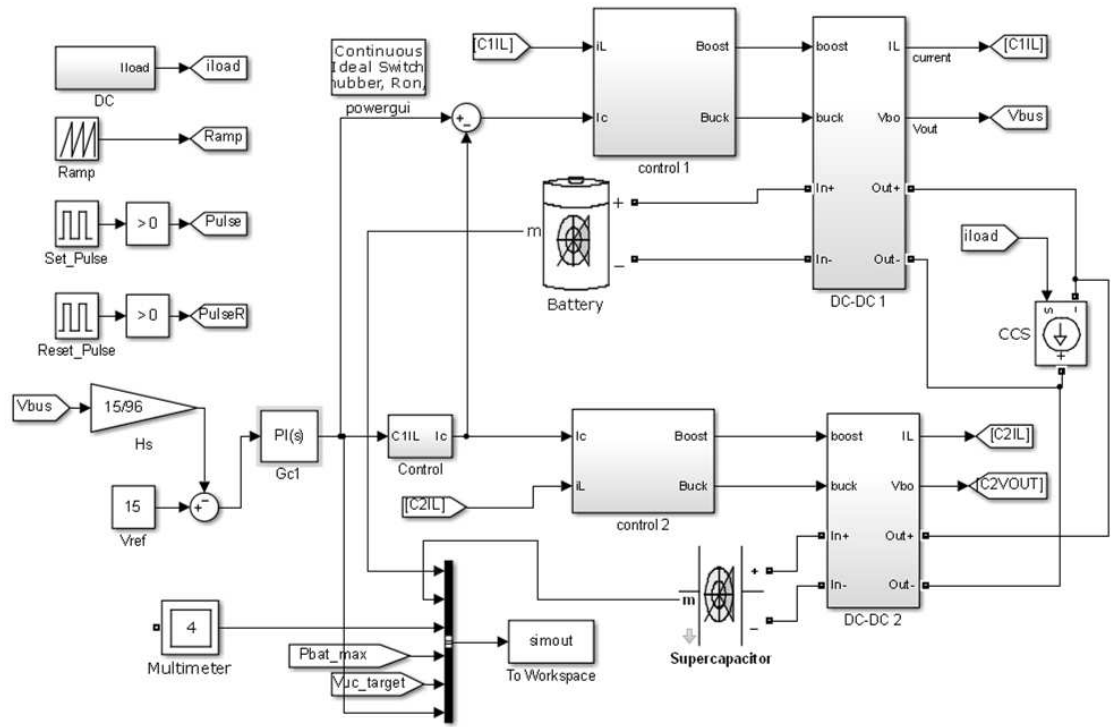 Iload
DC
iload
Ramp
Ramp
Set_Pulse
> 0
Pulse
Reset_Pulse
> 0
PulseR
Continuous
Ideal Switch
nubber, Ron,
powergui
[C1IL]
iL
Ic
Boost
Buck
control 1
boost
buck
In+
In-
IL
Vbo
Out+
Out-
DC-DC 1
current
Vout
[C1IL]
Vbus
m
+
−
Battery
iload
s
−
+
CCS
Vbus
15/96
Hs
15
Vref
+
−
+
−
PI(s)
Gc1
C1IL Ic
Control
[C2IL]
Ic
iL
Boost
Buck
control 2
boost
buck
In+
In-
IL
Vbo
Out+
Out-
DC-DC 2
[C2IL]
[C2VOUT]
m
+
−
Supercapacitor
4
Multimeter
Pbat_max
Vuc_target
simout
To Workspace